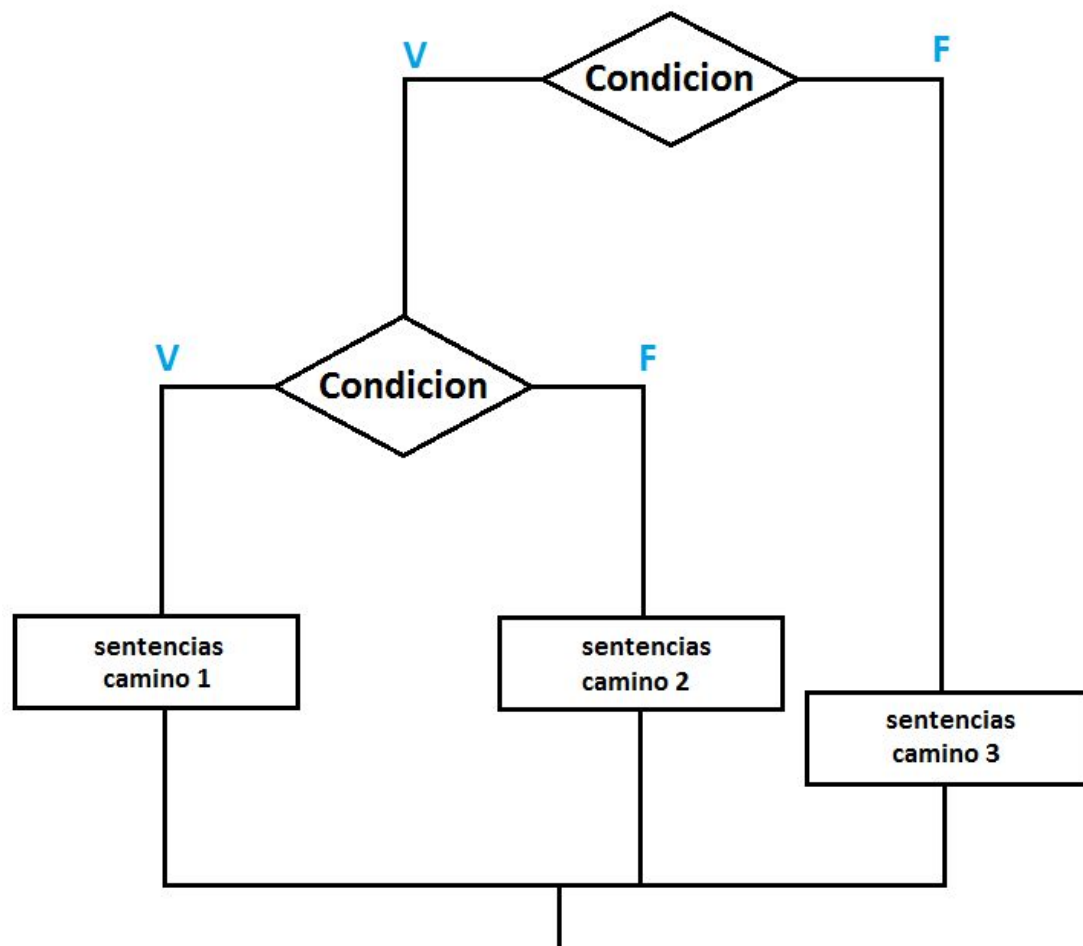 V
F
Condicion
V
F
Condicion
sentencias
camino 1
sentencias
camino 2
sentencias
camino 3